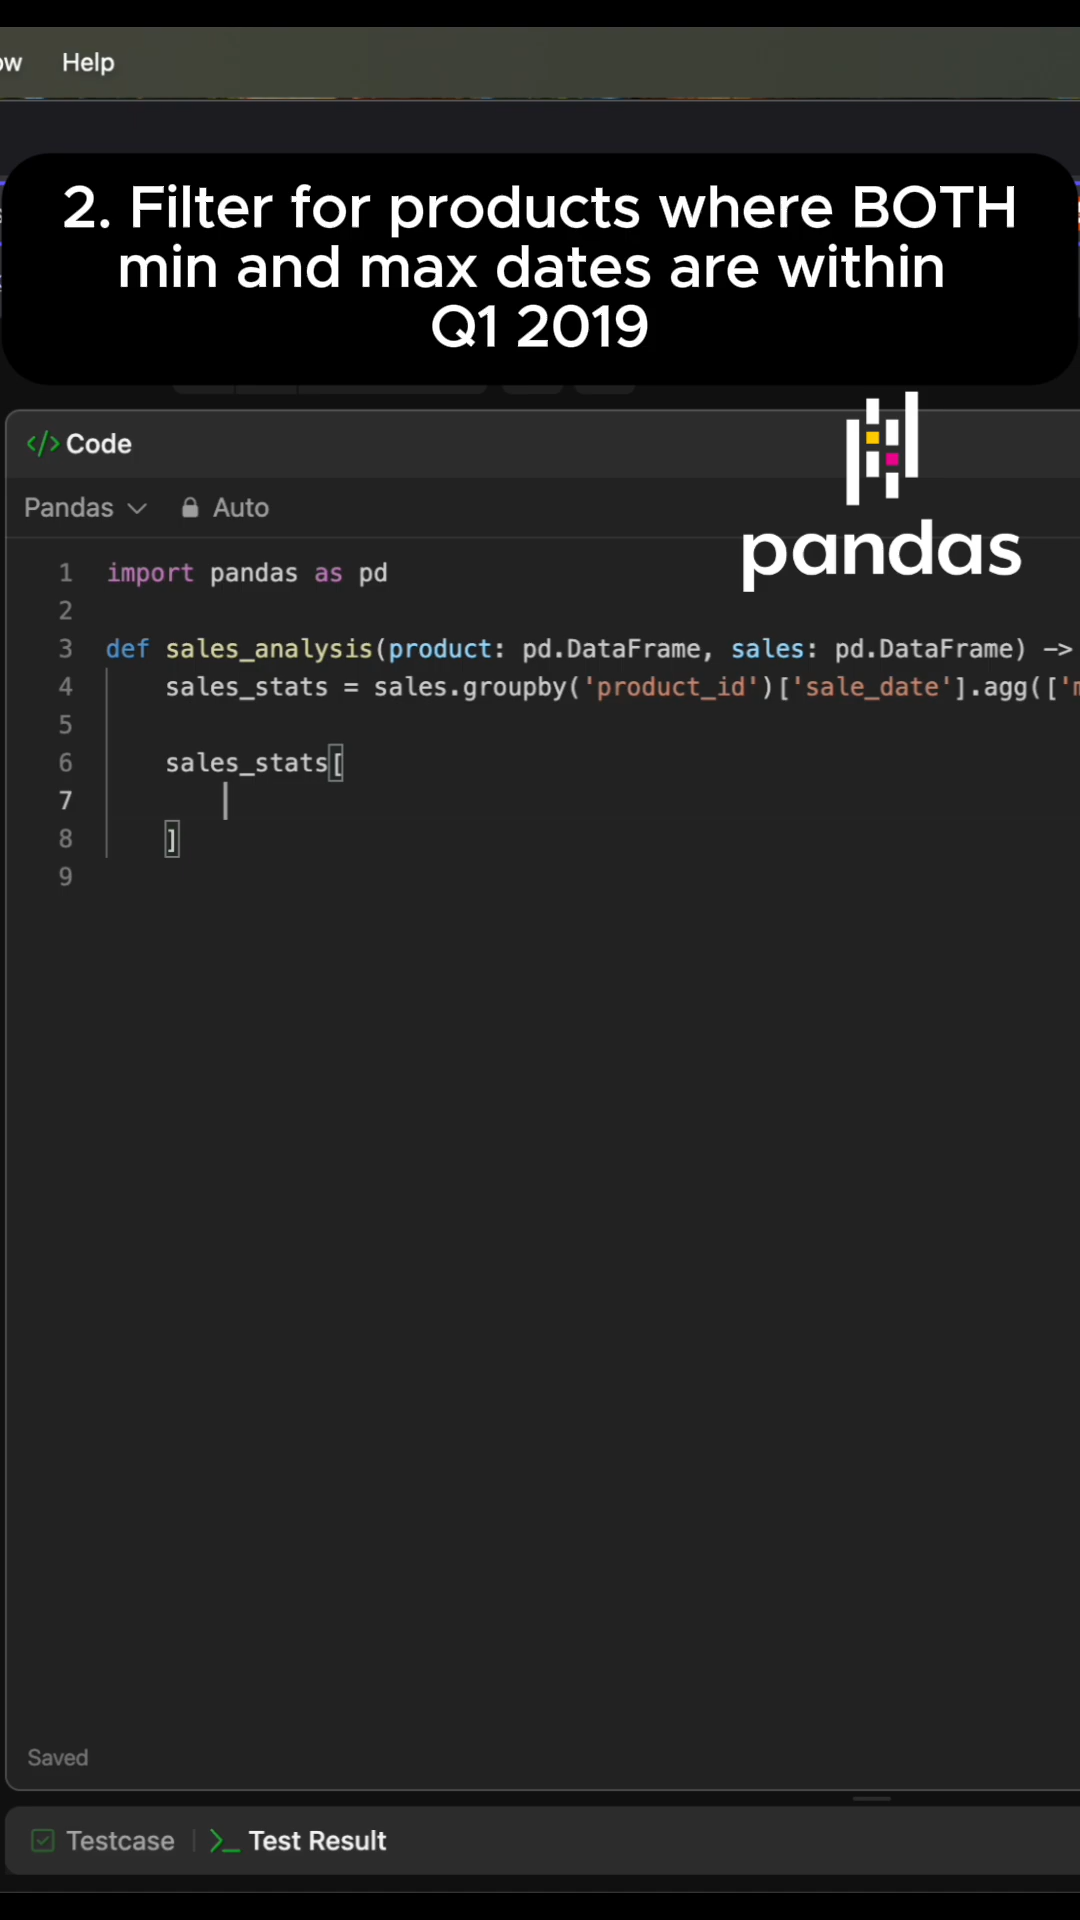 Help
2. Filter for products where BOTH
min and max dates are within
Q1 2019
</> Code
pandas
Pandas
Auto
1 import pandas as pd
2
3 def sales_analysis(product: pd.DataFrame, sales: pd.DataFrame) ->
4 sales_stats = sales.groupby('product_id')['sale_date'].agg(['
5
6 sales_stats[
7
8 ]
9
Saved
Testcase
>_ Test Result